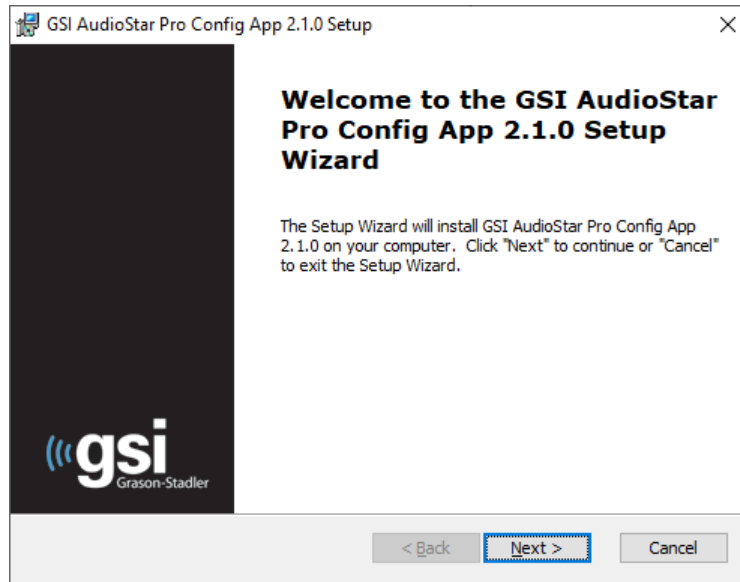 GSI AudioStar Pro Config App 2.1.0 Setup
Welcome to the GSI AudioStar
Pro Config App 2.1.0 Setup
Wizard
The Setup Wizard will install GSI AudioStar Pro Config App
2.1.0 on your computer. Click "Next" to continue or "Cancel"
to exit the Setup Wizard.
gsi
Grason-Stadler
< Back
Next >
Cancel